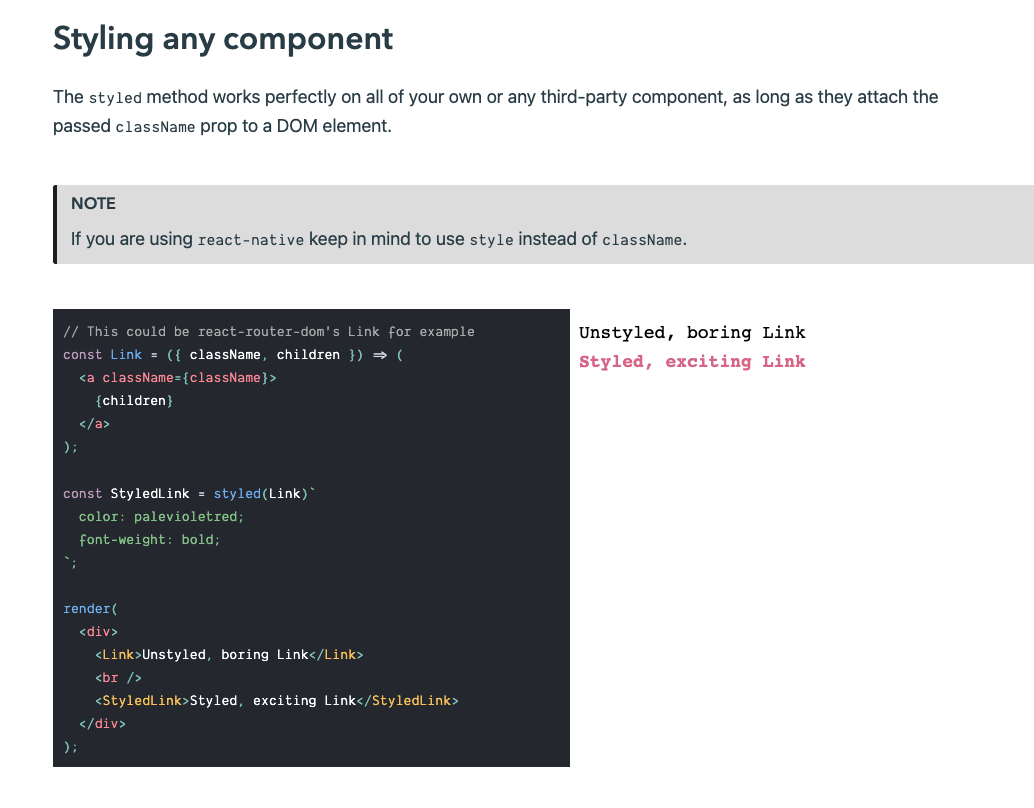 Styling any component
The styled method works perfectly on all of your own or any third-party component, as long as they attach the
passed className prop to a DOM element.
NOTE
If you are using react-native keep in mind to use style instead of className.
// This could be react-router-dom's Link for example
const Link = ({ className, children }) => (
  <a className={className}>
    {children}
  </a>
);
const StyledLink = styled(Link)`
  color: palevioletred;
  font-weight: bold;
`;
render(
  <div>
    <Link>Unstyled, boring Link</Link>
    <br />
    <StyledLink>Styled, exciting Link</StyledLink>
  </div>
);
Unstyled, boring Link
Styled, exciting Link